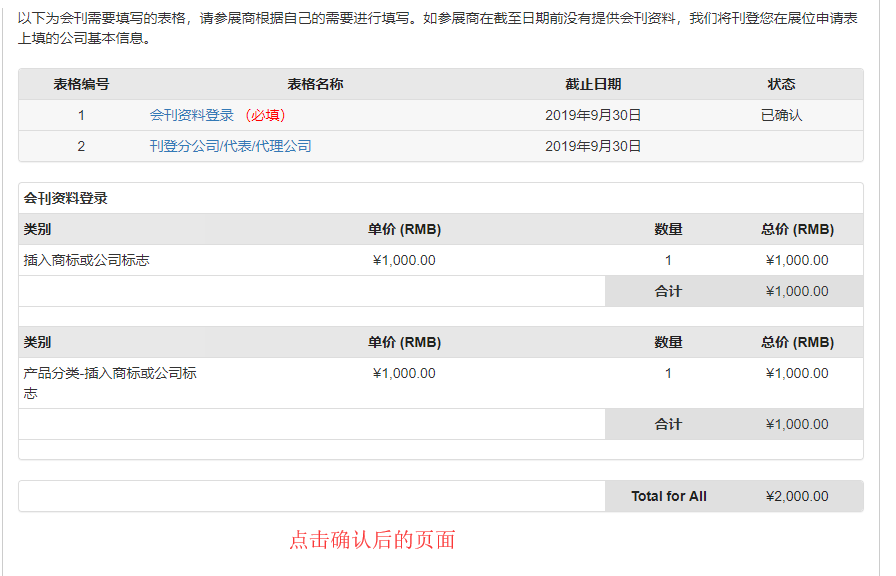 以下为会刊需要填写的表格，请参展商根据自己的需要进行填写。如参展商在截至日期前没有提供会刊资料，我们将刊登您在展位申请表
上填的公司基本信息。
表格编号 表格名称 截止日期 状态
1 会刊资料登录 （必填） 2019年9月30日 已确认
2 刊登分公司/代表/代理公司 2019年9月30日
会刊资料登录
类别 单价 (RMB) 数量 总价 (RMB)
插入商标或公司标志 ¥1,000.00 1 ¥1,000.00
合计 ¥1,000.00
类别 单价 (RMB) 数量 总价 (RMB)
产品分类-插入商标或公司标 ¥1,000.00 1 ¥1,000.00
志
合计 ¥1,000.00
Total for All ¥2,000.00
点击确认后的页面